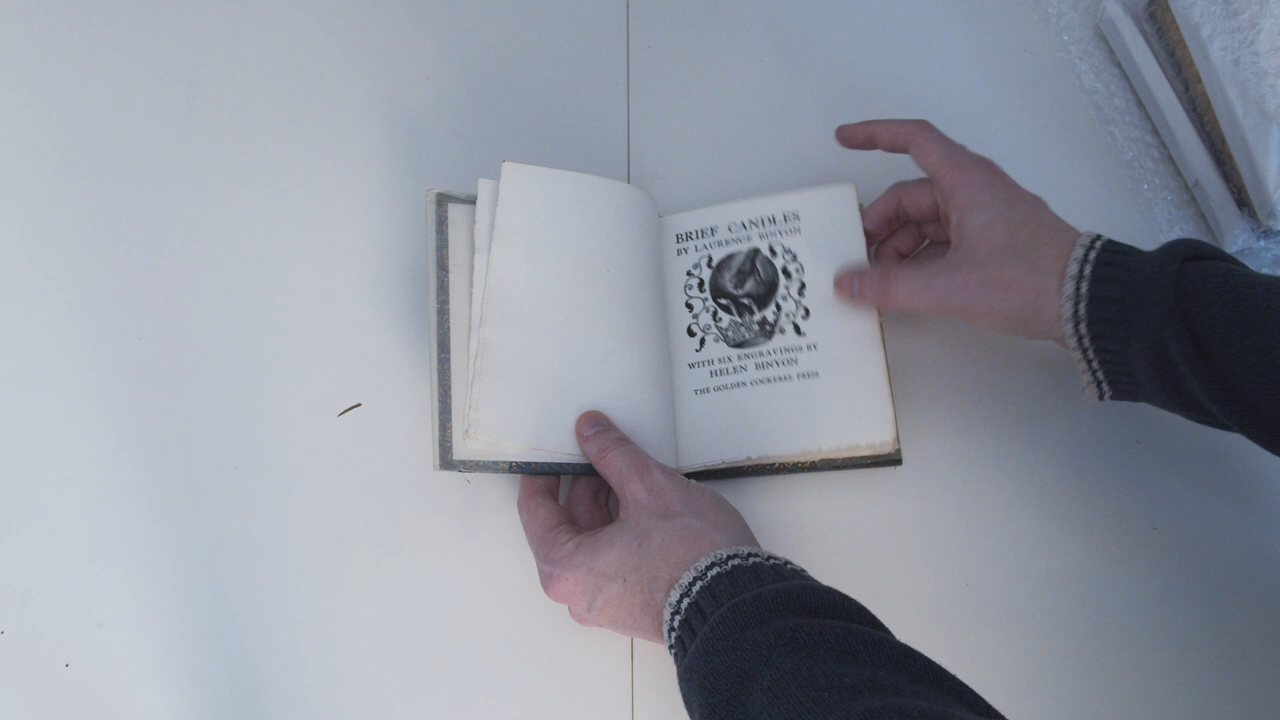 BRIEF CANDLES
BY LAURENCE BINYON
WITH SIX ENGRAVINGS BY
HELEN BINYON
THE GOLDEN COCKEREL PRESS